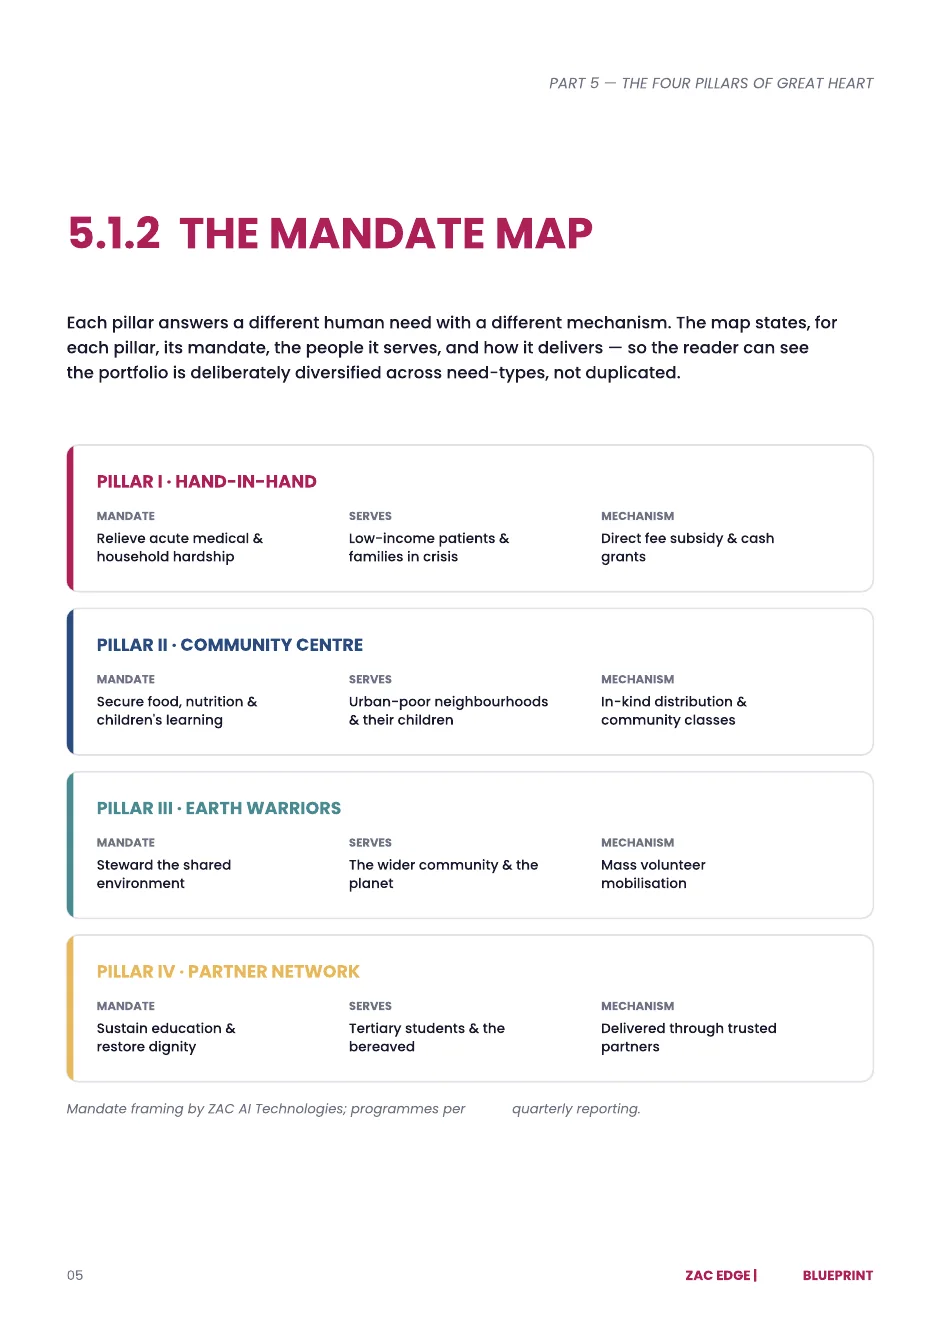 PART 5 — THE FOUR PILLARS OF GREAT HEART
5.1.2 THE MANDATE MAP
Each pillar answers a different human need with a different mechanism. The map states, for
each pillar, its mandate, the people it serves, and how it delivers — so the reader can see
the portfolio is deliberately diversified across need-types, not duplicated.
PILLAR I · HAND-IN-HAND
MANDATE
Relieve acute medical &
household hardship
SERVES
Low-income patients &
families in crisis
MECHANISM
Direct fee subsidy & cash
grants
PILLAR II · COMMUNITY CENTRE
MANDATE
Secure food, nutrition &
children's learning
SERVES
Urban-poor neighbourhoods
& their children
MECHANISM
In-kind distribution &
community classes
PILLAR III · EARTH WARRIORS
MANDATE
Steward the shared
environment
SERVES
The wider community & the
planet
MECHANISM
Mass volunteer
mobilisation
PILLAR IV · PARTNER NETWORK
MANDATE
Sustain education &
restore dignity
SERVES
Tertiary students & the
bereaved
MECHANISM
Delivered through trusted
partners
Mandate framing by ZAC AI Technologies; programmes per quarterly reporting.
05
ZAC EDGE | BLUEPRINT